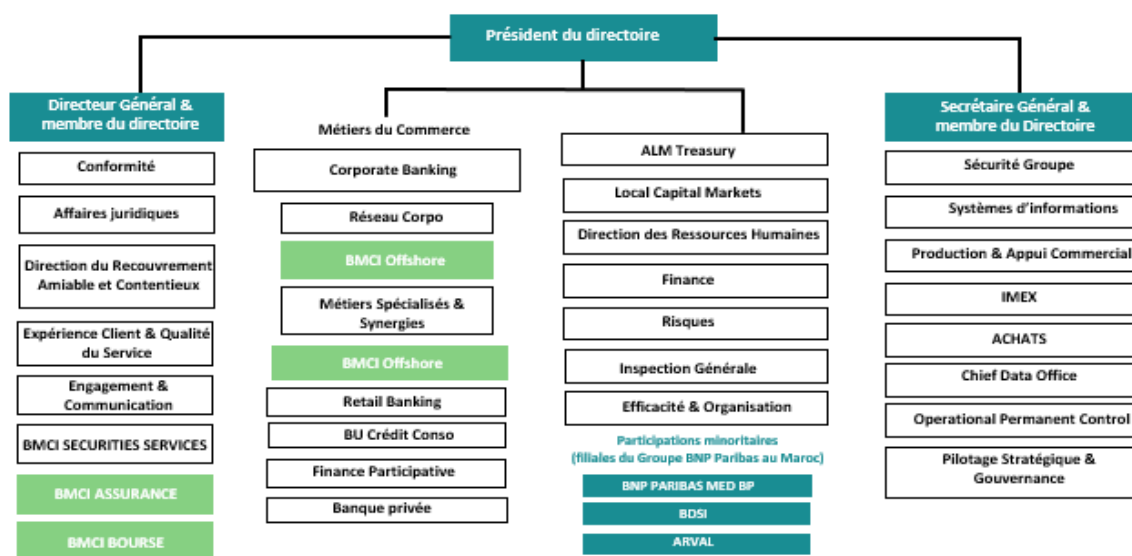 Président du directoire
Directeur Général &
membre du directoire
Conformité
Affaires juridiques
Direction du Recouvrement
Amiable et Contentieux
Expérience Client & Qualité
du Service
Engagement &
Communication
BMCI SECURITIES SERVICES
BMCI ASSURANCE
BMCI BOURSE
Métiers du Commerce
Corporate Banking
Réseau Corpo
BMCI Offshore
Métiers Spécialisés &
Synergies
BMCI Offshore
Retail Banking
BU Crédit Conso
Finance Participative
Banque privée
ALM Treasury
Local Capital Markets
Direction des Ressources Humaines
Finance
Risques
Inspection Générale
Efficacité & Organisation
Participations minoritaires
(filiales du Groupe BNP Paribas au Maroc)
BNP PARIBAS MED BP
BDSI
ARVAL
Secrétaire Général &
membre du Directoire
Sécurité Groupe
Systèmes d'informations
Production & Appui Commercial
IMEX
ACHATS
Chief Data Office
Operational Permanent Control
Pilotage Stratégique &
Gouvernance